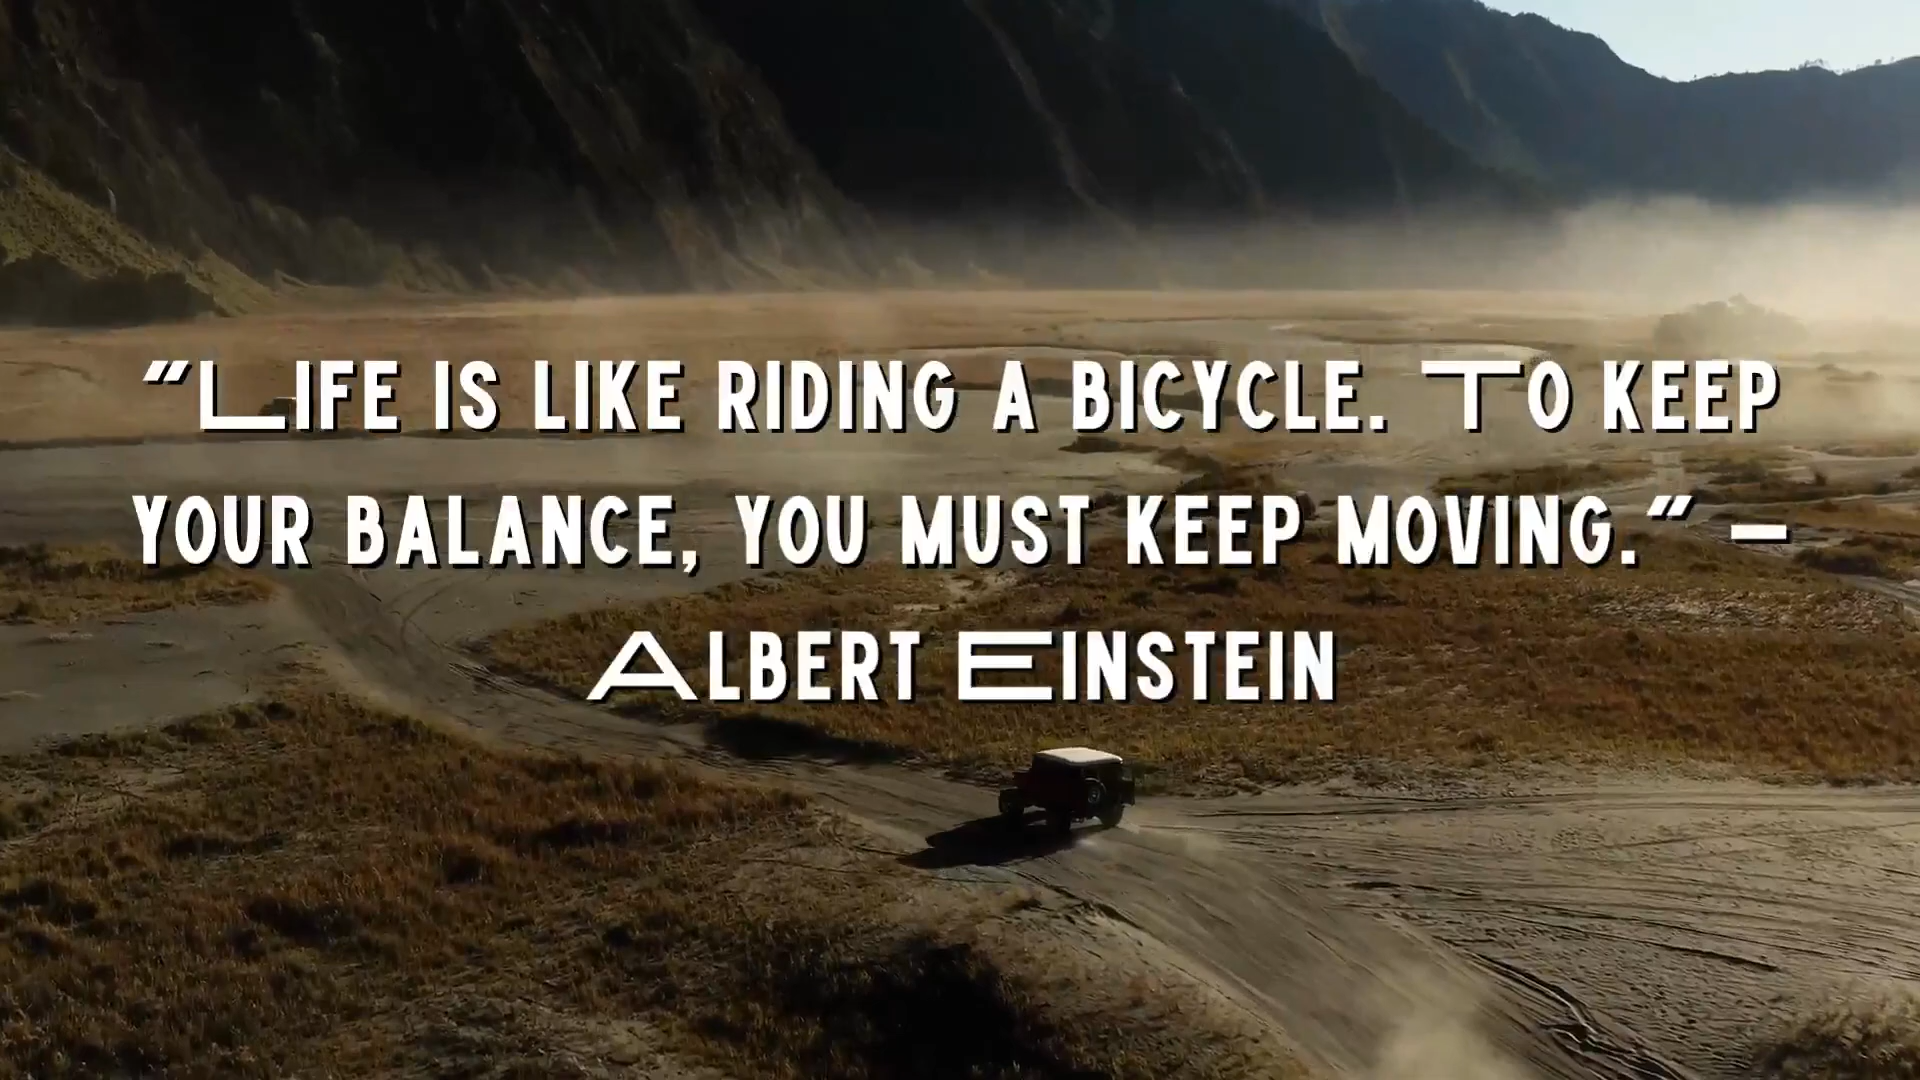 "Life is like riding a bicycle. To keep
your balance, you must keep moving." –
Albert Einstein